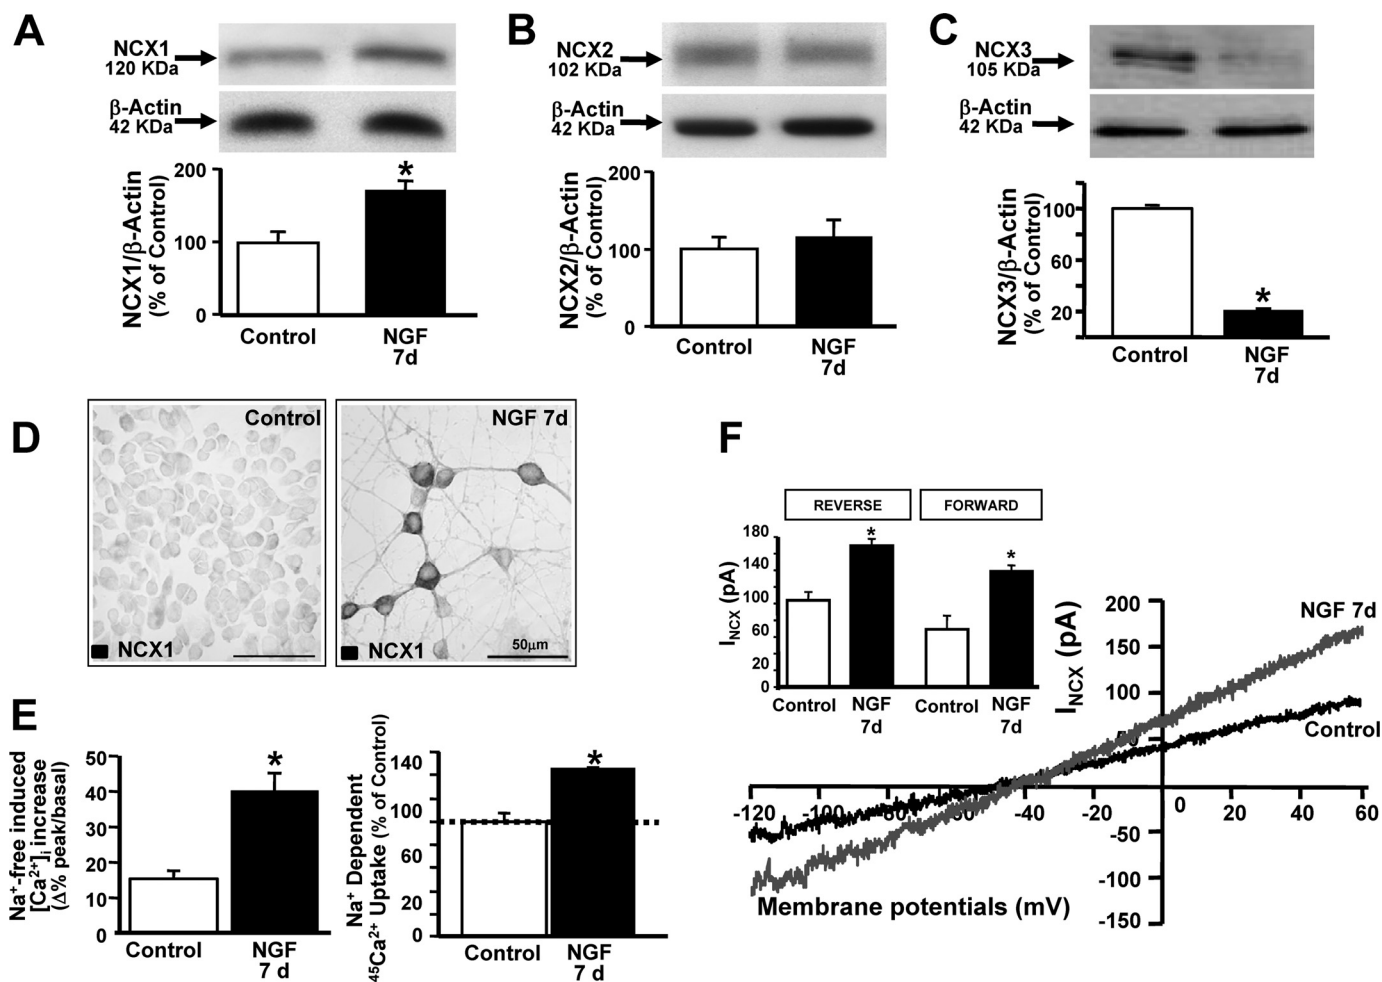 A
NCX1
120 KDa
β-Actin
42 KDa
NCX1/β-Actin
(% of Control)
200
100
0
*
Control
NGF
7d
B
NCX2
102 KDa
β-Actin
42 KDa
NCX2/β-Actin
(% of Control)
200
100
0
Control
NGF
7d
C
NCX3
105 KDa
β-Actin
42 KDa
NCX3/β-Actin
(% of Control)
100
60
20
*
Control
NGF
7d
D
Control
NCX1
NGF 7d
NCX1
50μm
E
Na⁺-free induced
[Ca²⁺]ᵢ increase
(Δ% peak/basal)
50
40
30
20
10
0
*
Control
NGF
7 d
Na⁺ Dependent
⁴⁵Ca²⁺ Uptake (% of Control)
140
100
60
20
0
*
Control
NGF
7 d
F
REVERSE
FORWARD
I_NCX (pA)
180
140
100
60
20
0
*
*
Control
NGF
7d
Control
NGF
7d
I_NCX (pA)
200
150
100
50
-50
-100
-150
NGF 7d
Control
-120
-100
-80
-60
-40
-20
0
20
40
60
Membrane potentials (mV)